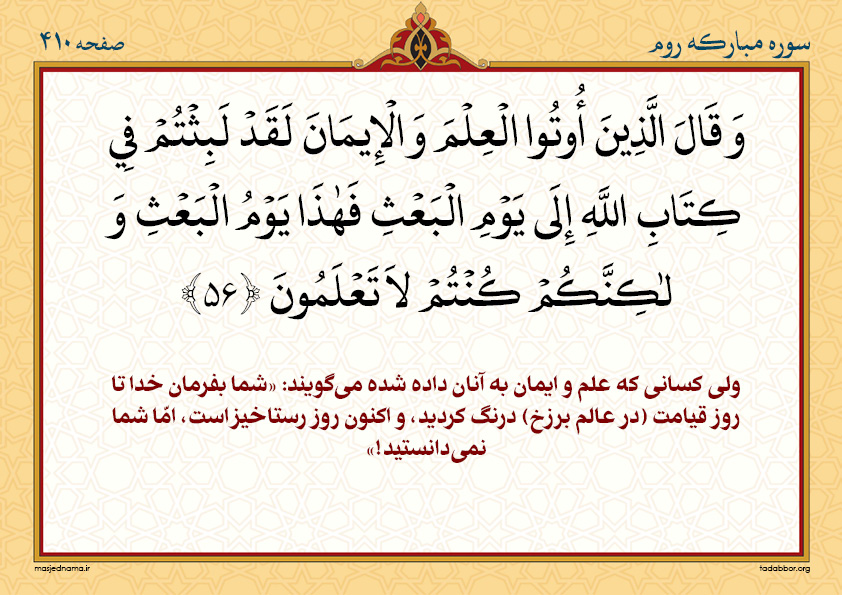 سوره مبارکه روم
صفحه ۴۱۰
وَ قَالَ الَّذِينَ أُوتُوا الْعِلْمَ وَ الْإِيمَانَ لَقَدْ لَبِثْتُمْ فِي
كِتَابِ اللَّهِ إِلَى يَوْمِ الْبَعْثِ فَهٰذَا يَوْمُ الْبَعْثِ وَ
لٰكِنَّكُمْ كُنْتُمْ لاَ تَعْلَمُونَ ﴿۵۶﴾
ولی کسانی که علم و ایمان به آنان داده شده می‌گویند: «شما بفرمان خدا تا
روز قیامت (در عالم برزخ) درنگ کردید، و اکنون روز رستاخیز است، امّا شما
نمی‌دانستید!»
masjednama.ir
tadabbor.org